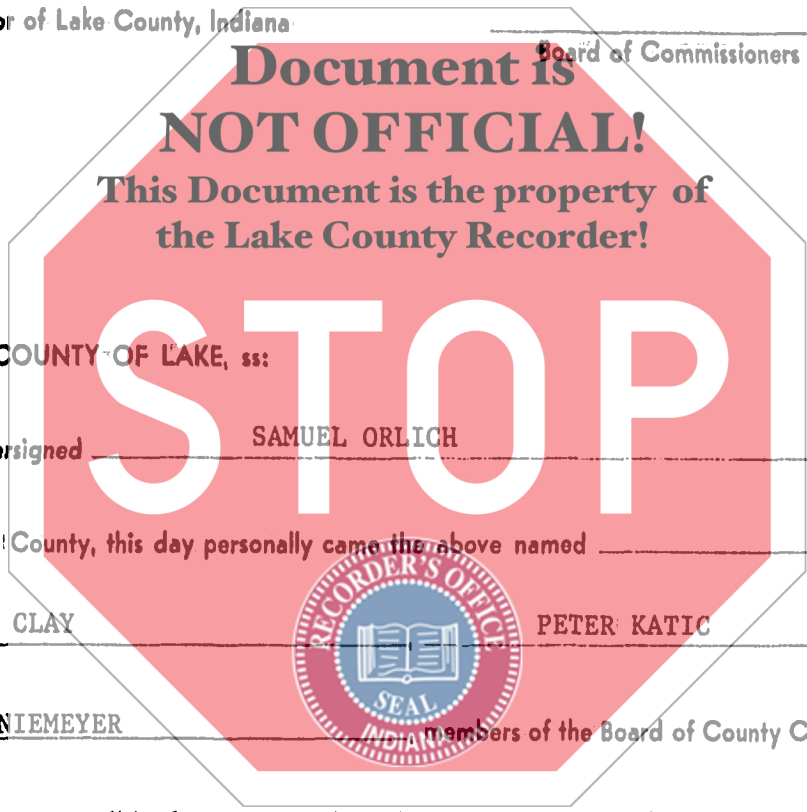 or of Lake County, Indiana
Board of Commissioners
Document is
NOT OFFICIAL!
This Document is the property of
the Lake County Recorder!
STOP
COUNTY OF LAKE, ss:
ersigned SAMUEL ORLICH
County, this day personally came the above named
RECORDER'S OFFICE
SEAL
INDIANA
CLAY PETER KATIC
NIEMEYER, members of the Board of County C